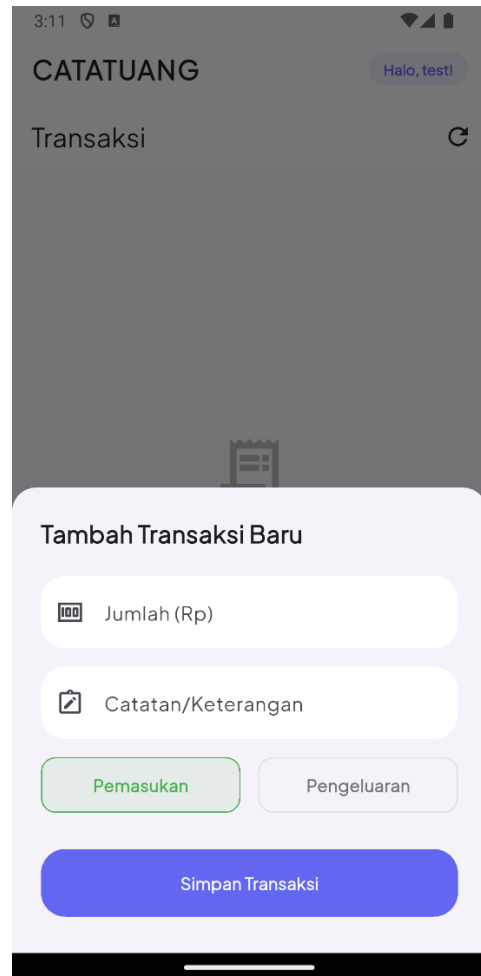 3:11
CATATUANG
Halo, test!
Transaksi
Tambah Transaksi Baru
Jumlah (Rp)
Catatan/Keterangan
Pemasukan
Pengeluaran
Simpan Transaksi